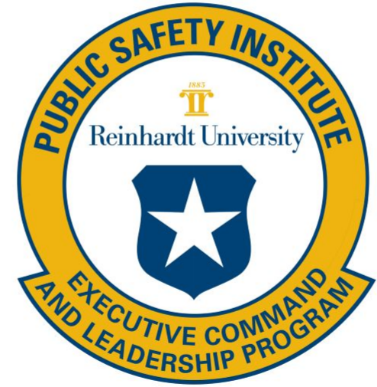 PUBLIC SAFETY INSTITUTE
1883
Reinhardt University
EXECUTIVE COMMAND
AND LEADERSHIP PROGRAM